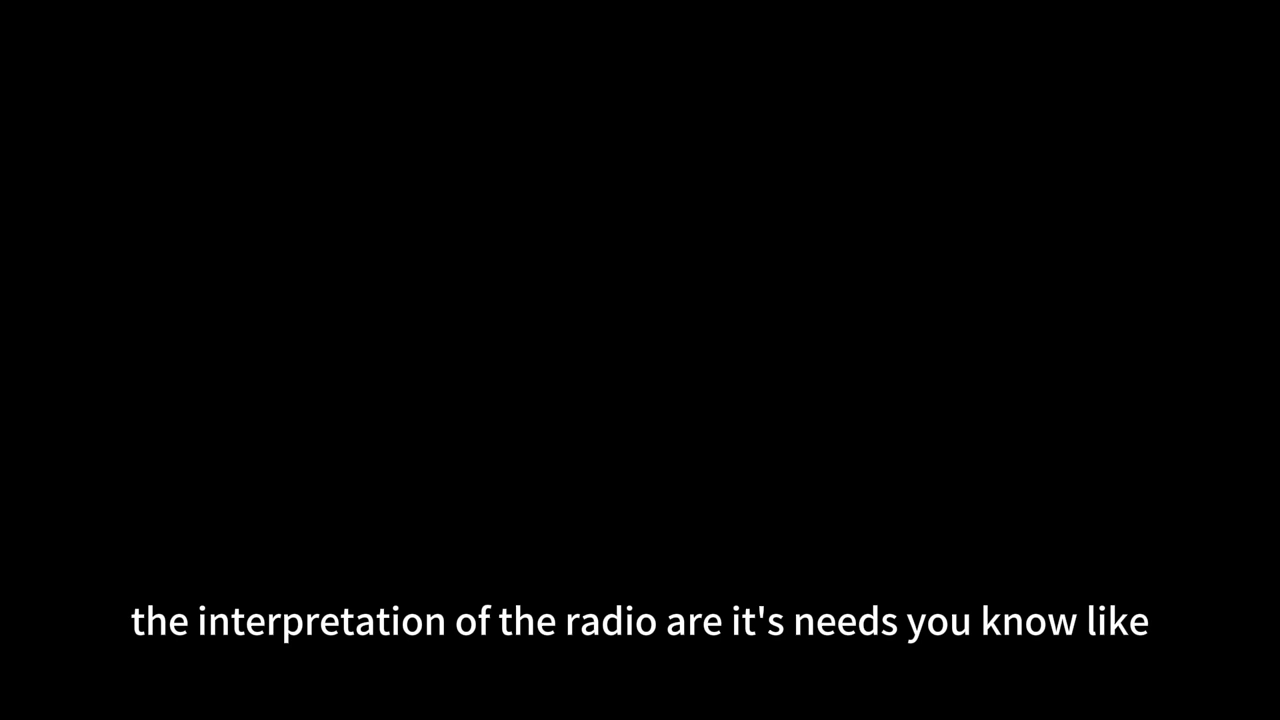 the interpretation of the radio are it's needs you know like